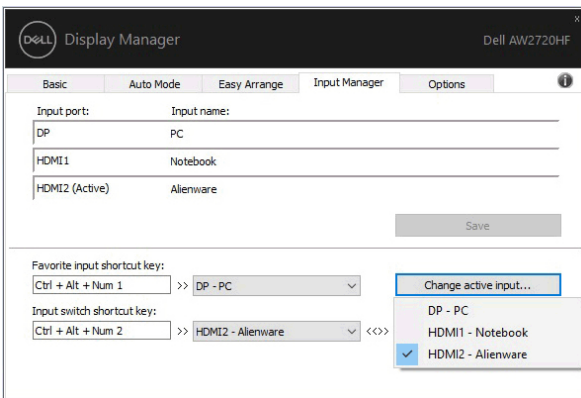 DELL Display Manager Dell AW2720HF
Basic Auto Mode Easy Arrange Input Manager Options
Input port: Input name:
DP PC
HDMI1 Notebook
HDMI2 (Active) Alienware
Save
Favorite input shortcut key:
Ctrl + Alt + Num 1 >> DP - PC Change active input...
Input switch shortcut key:
Ctrl + Alt + Num 2 >> HDMI2 - Alienware <<>>
DP - PC
HDMI1 - Notebook
HDMI2 - Alienware